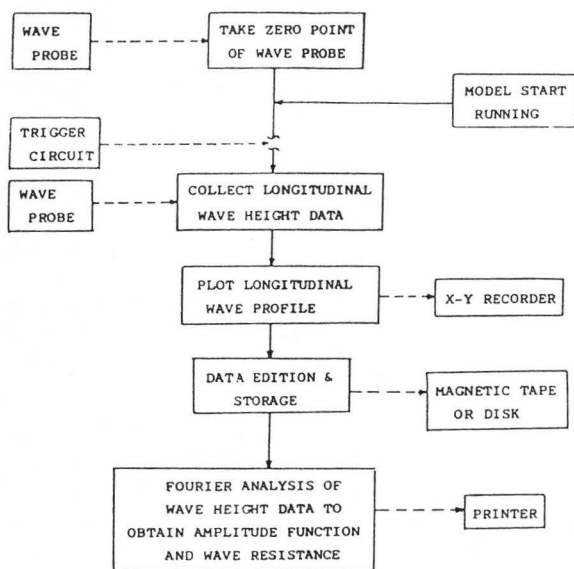 WAVE
PROBE
TAKE ZERO POINT
OF WAVE PROBE
MODEL START
RUNNING
TRIGGER
CIRCUIT
WAVE
PROBE
COLLECT LONGITUDINAL
WAVE HEIGHT DATA
PLOT LONGITUDINAL
WAVE PROFILE
X-Y RECORDER
DATA EDITION &
STORAGE
MAGNETIC TAPE
OR DISK
FOURIER ANALYSIS OF
WAVE HEIGHT DATA TO
OBTAIN AMPLITUDE FUNCTION
AND WAVE RESISTANCE
PRINTER